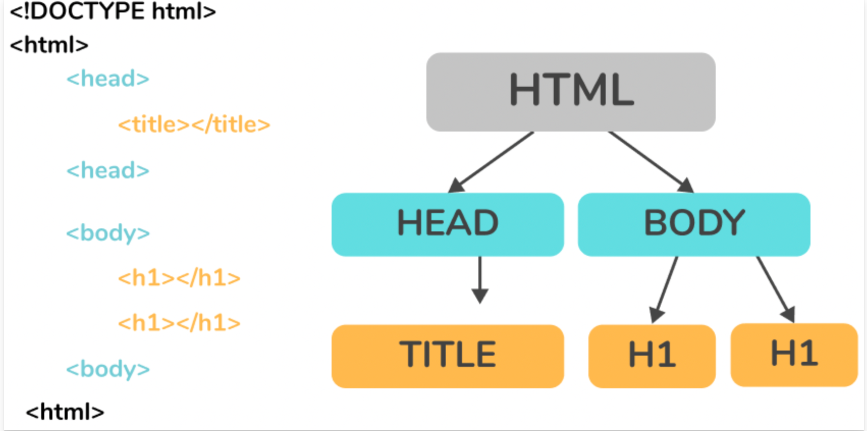 <!DOCTYPE html>
<html>
<head>
<title></title>
<head>
<body>
<h1></h1>
<h1></h1>
<body>
<html>
HTML
HEAD BODY
TITLE H1 H1